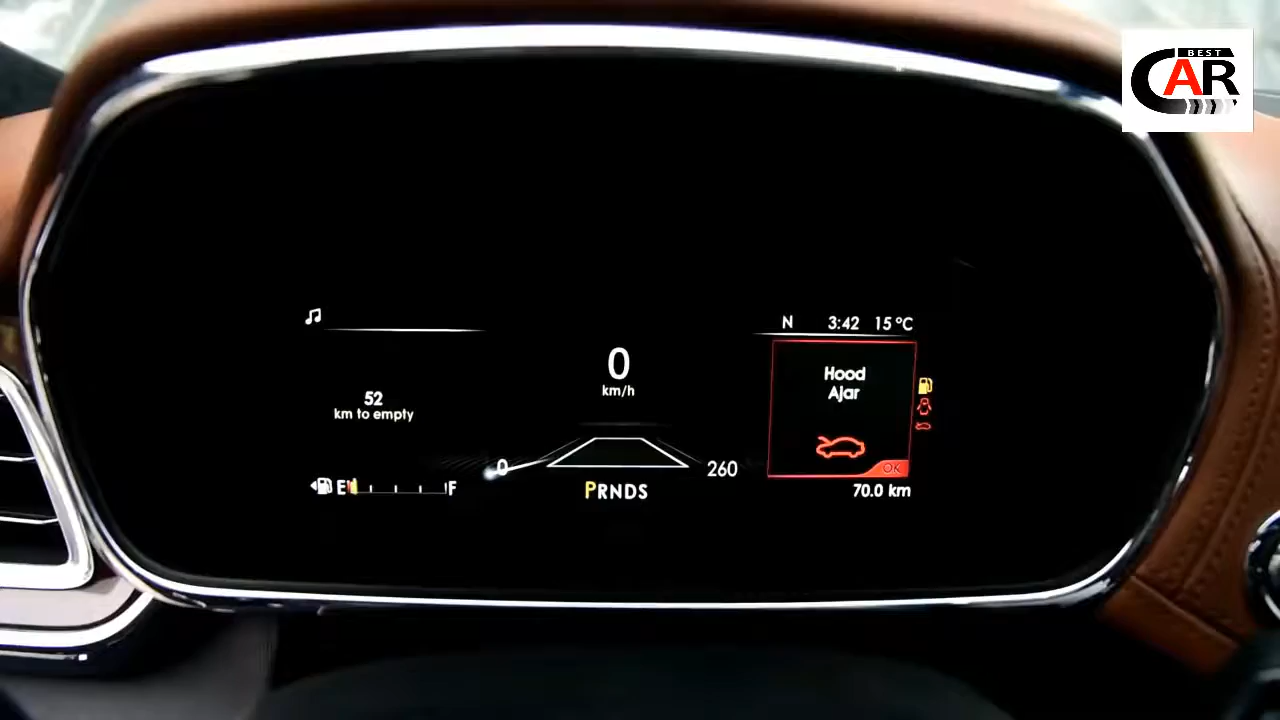 BEST
CAR
N 3:42 15 °C
0
km/h
Hood
Ajar
52
km to empty
0
260
OK
E F
PRNDS
70.0 km